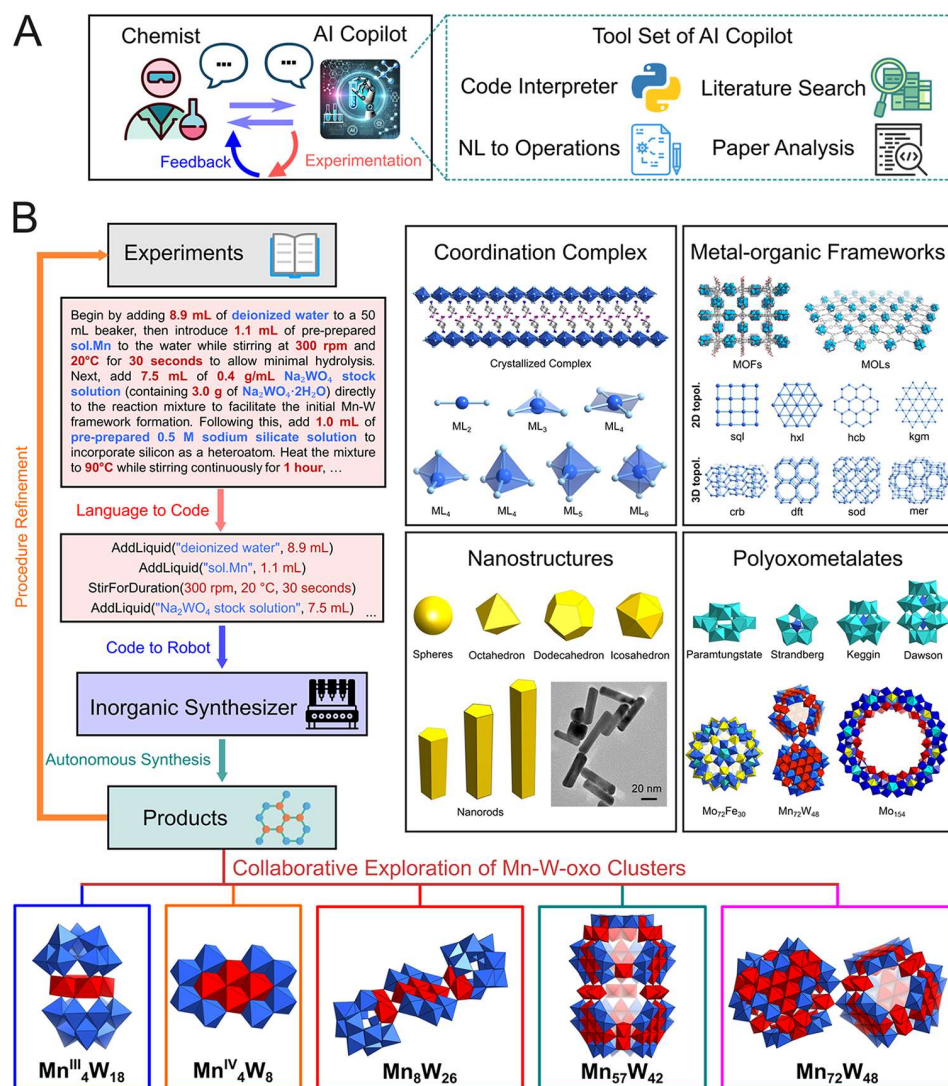 A
Chemist
AI Copilot
...
...
Feedback
Experimentation
Tool Set of AI Copilot
Code Interpreter
Literature Search
NL to Operations
Paper Analysis
B
Procedure Refinement
Experiments
Begin by adding 8.9 mL of deionized water to a 50
mL beaker, then introduce 1.1 mL of pre-prepared
sol.Mn to the water while stirring at 300 rpm and
20°C for 30 seconds to allow minimal hydrolysis.
Next, add 7.5 mL of 0.4 g/mL Na₂WO₄ stock
solution (containing 3.0 g of Na₂WO₄·2H₂O) directly
to the reaction mixture to facilitate the initial Mn-W
framework formation. Following this, add 1.0 mL of
pre-prepared 0.5 M sodium silicate solution to
incorporate silicon as a heteroatom. Heat the mixture
to 90°C while stirring continuously for 1 hour, ...
Language to Code
AddLiquid("deionized water", 8.9 mL)
AddLiquid("sol.Mn", 1.1 mL)
StirForDuration(300 rpm, 20 °C, 30 seconds)
AddLiquid("Na₂WO₄ stock solution", 7.5 mL)
...
Code to Robot
Inorganic Synthesizer
Autonomous Synthesis
Products
Coordination Complex
Crystallized Complex
ML₂
ML₃
ML₄
ML₄
ML₄
ML₅
ML₆
Metal-organic Frameworks
MOFs
MOLs
2D topol.
sql
hxl
hcb
kgm
3D topol.
crb
dft
sod
mer
Nanostructures
Spheres
Octahedron
Dodecahedron
Icosahedron
Nanorods
20 nm
Polyoxometalates
Paramtungstate
Strandberg
Keggin
Dawson
Mo₇₂Fe₃₀
Mn₇₂W₄₈
Mo₁₅₄
Collaborative Exploration of Mn-W-oxo Clusters
Mnᴵᴵᴵ₄W₁₈
Mnᴵⱽ₄W₈
Mn₈W₂₆
Mn₅₇W₄₂
Mn₇₂W₄₈